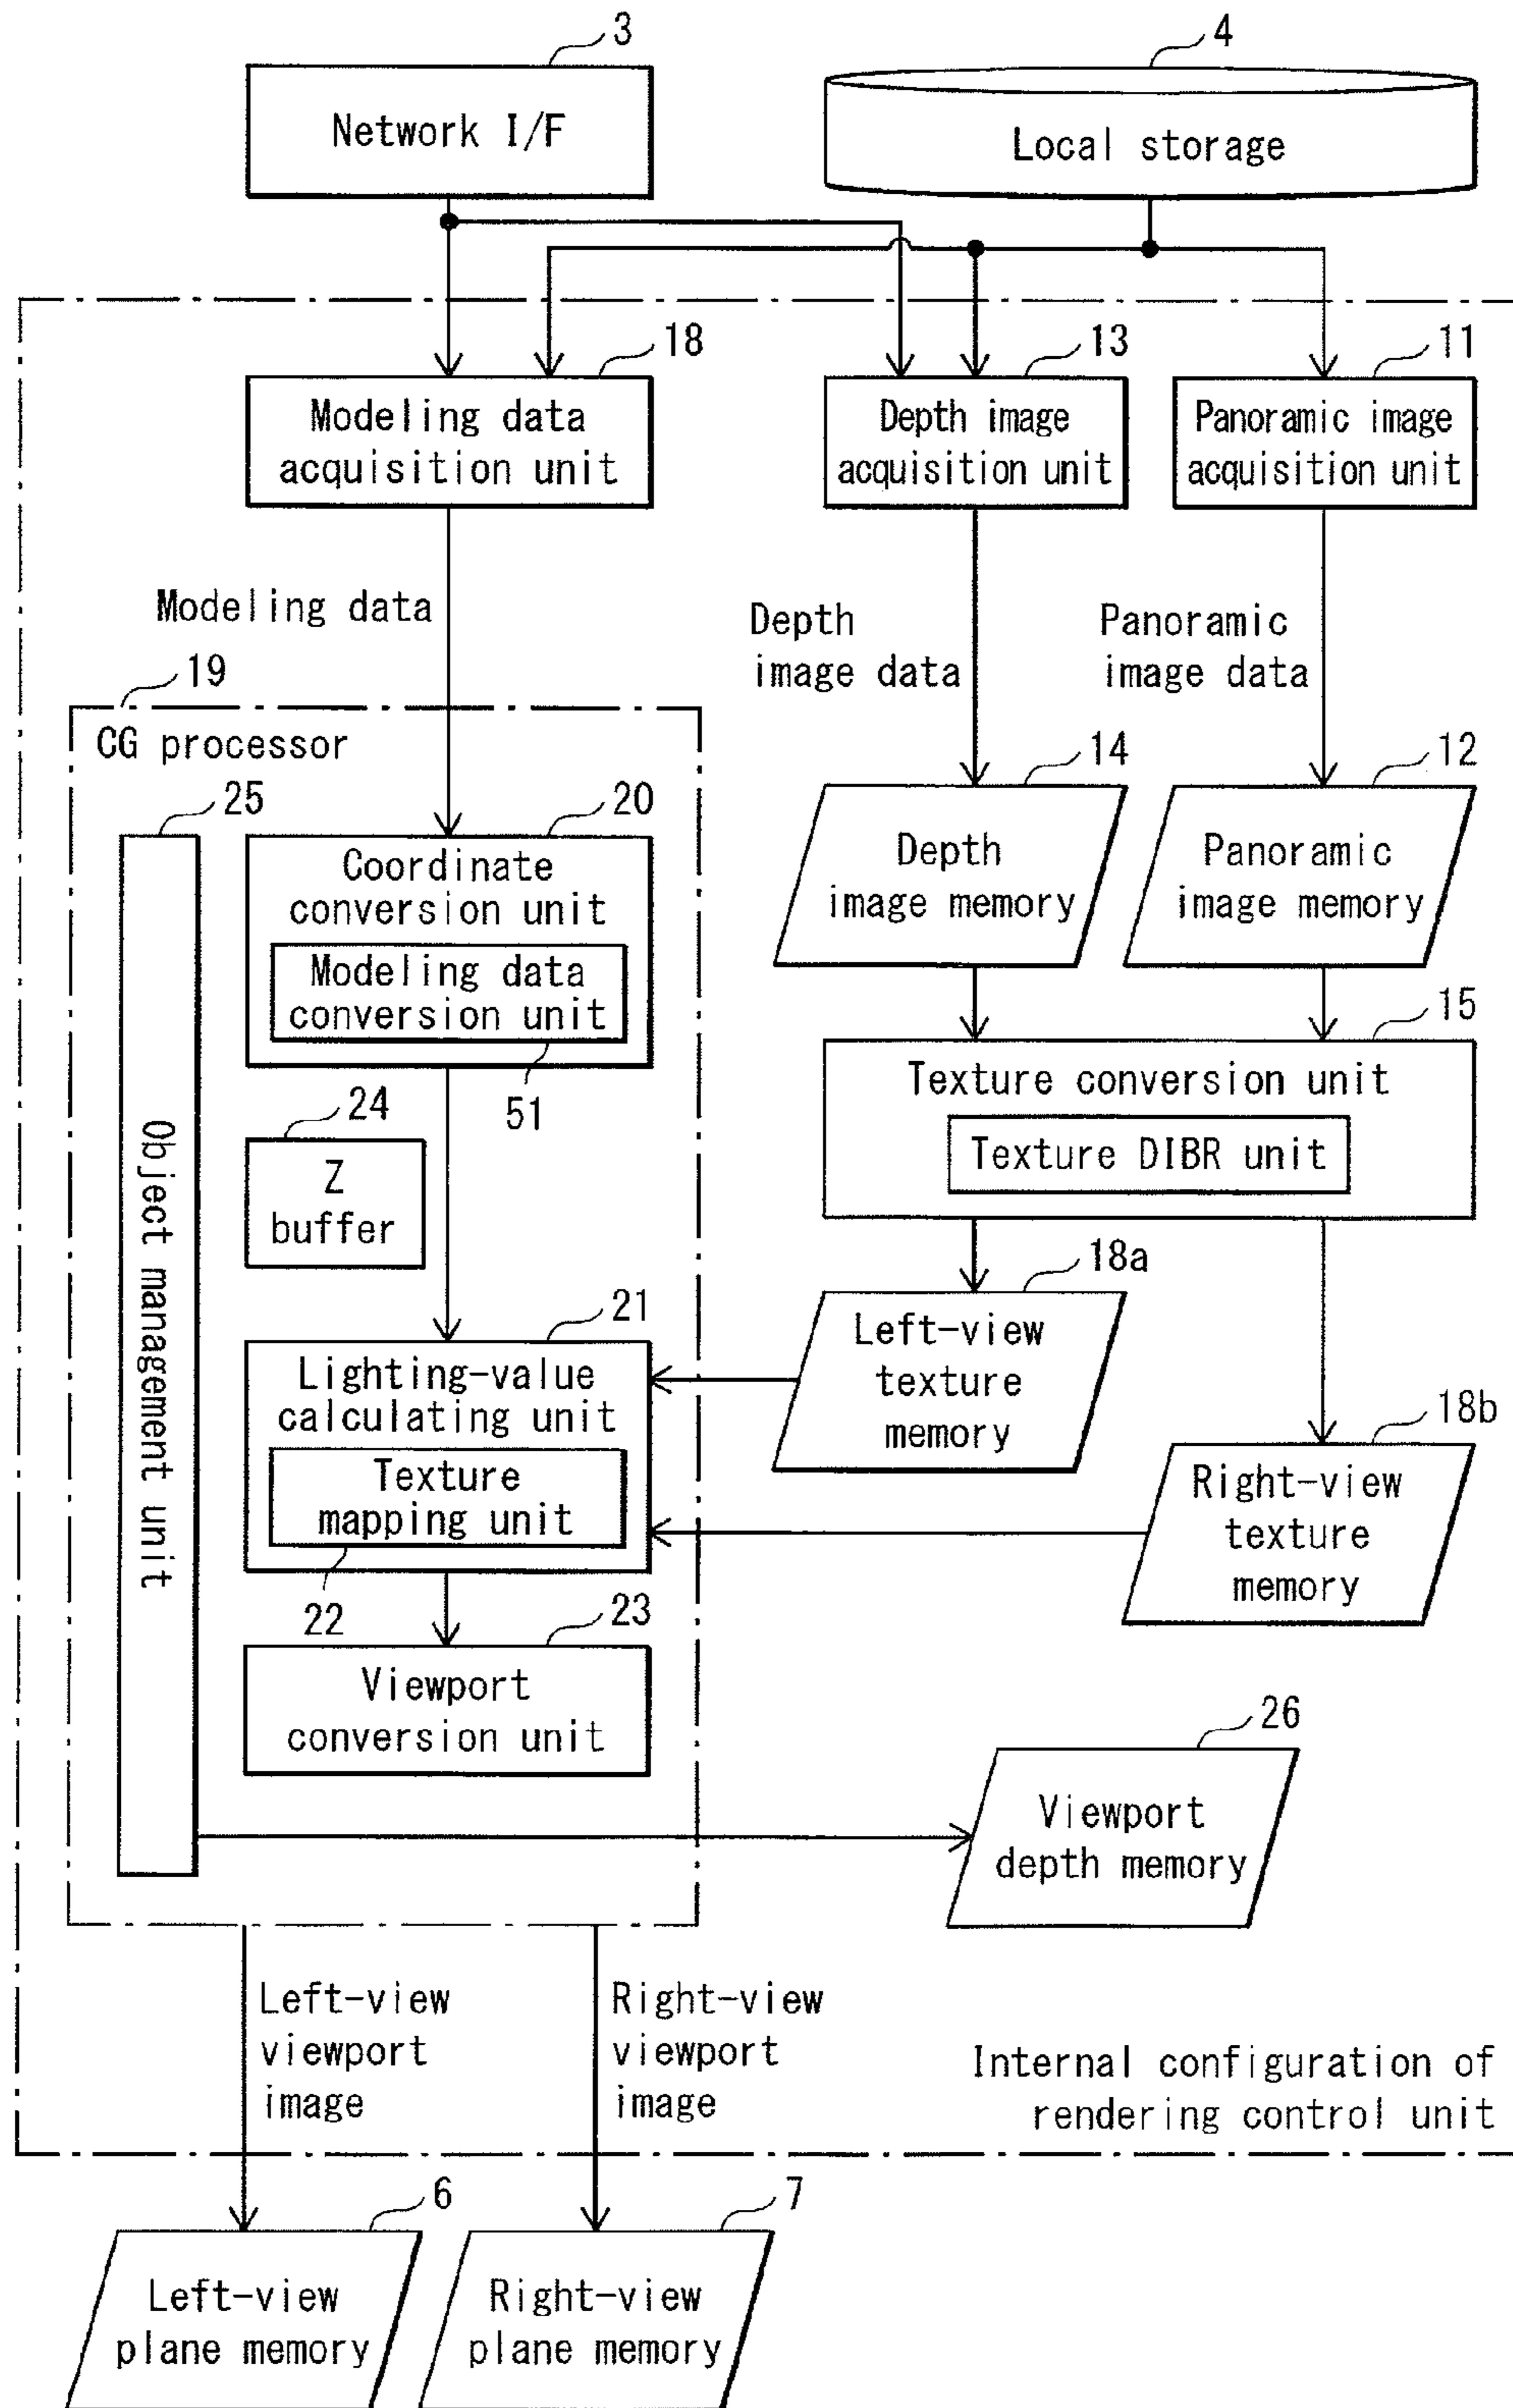 3
4
Network I/F
Local storage
18
13
11
Modeling data
acquisition unit
Depth image
acquisition unit
Panoramic image
acquisition unit
Modeling data
Depth
image data
Panoramic
image data
19
CG processor
14
12
25
20
Coordinate
conversion unit
Modeling data
conversion unit
51
Depth
image memory
Panoramic
image memory
15
Texture conversion unit
Texture DIBR unit
24
Z
buffer
Object management unit
18a
Left-view
texture
memory
21
Lighting-value
calculating unit
Texture
mapping unit
22
18b
Right-view
texture
memory
23
Viewport
conversion unit
26
Viewport
depth memory
Left-view
viewport
image
Right-view
viewport
image
Internal configuration of
rendering control unit
6
7
Left-view
plane memory
Right-view
plane memory